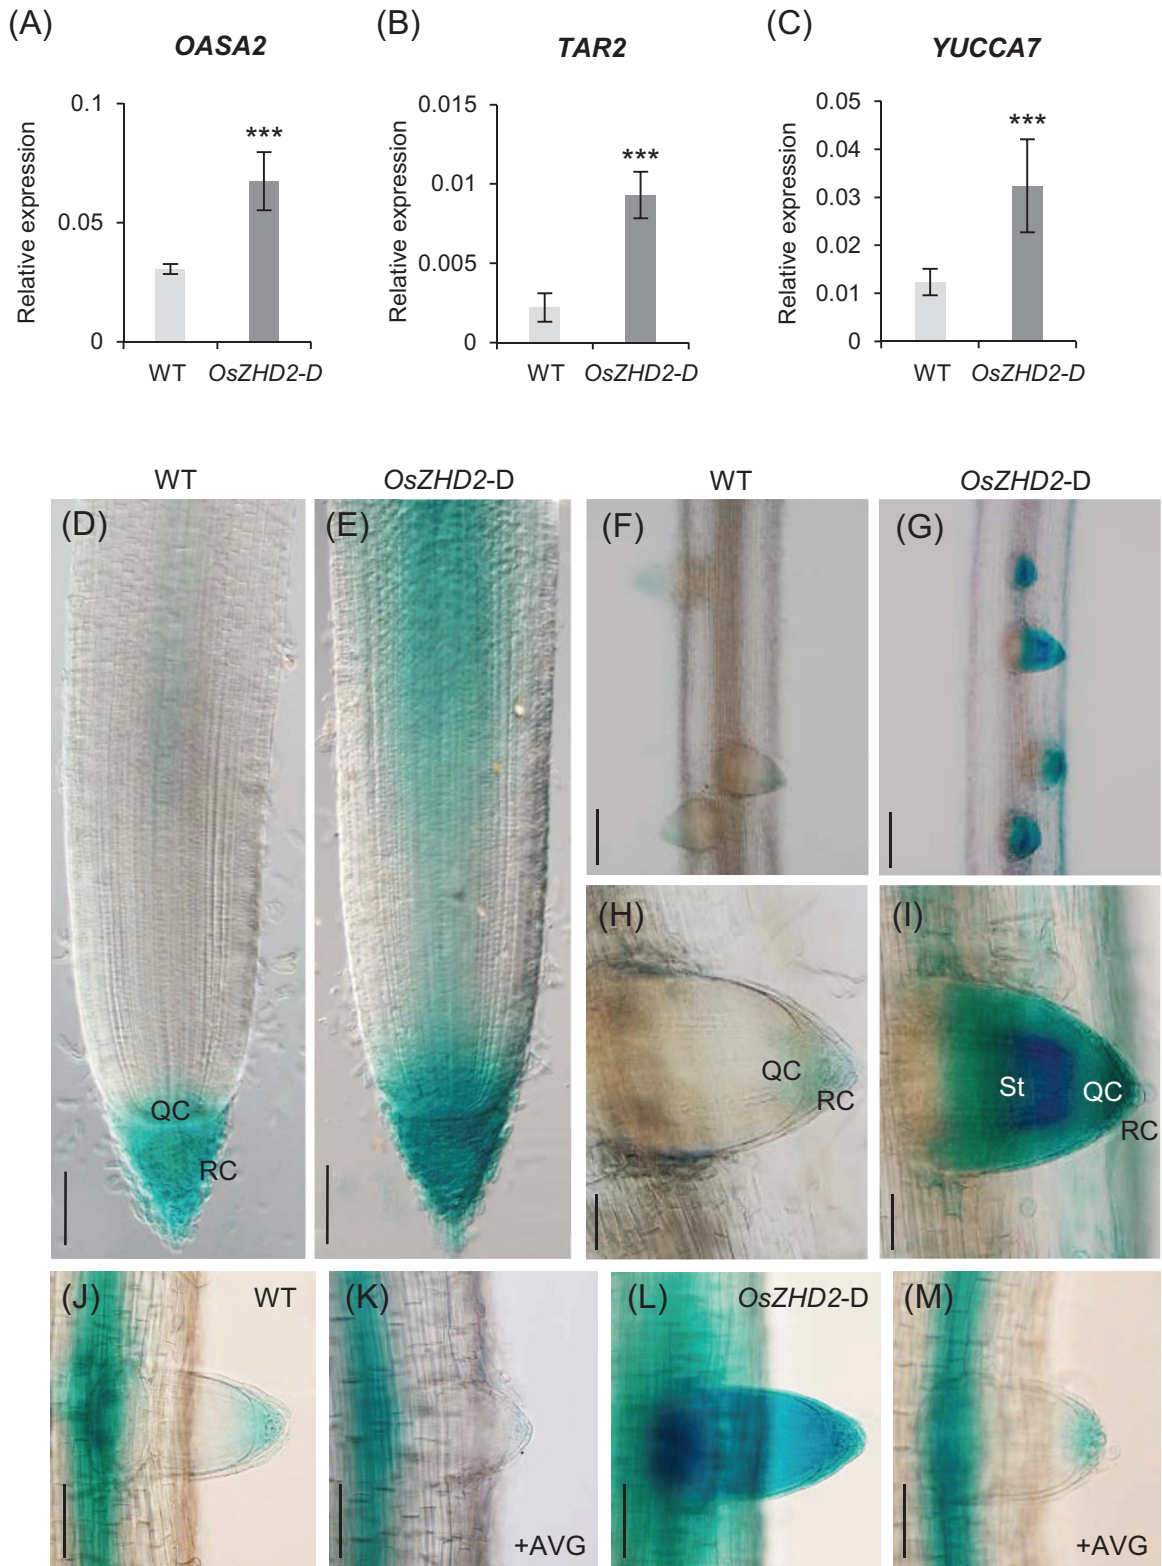 (A)
OASA2
Relative expression
0.1
0.05
0
***
WT
OsZHD2-D
(B)
TAR2
Relative expression
0.015
0.010
0.005
0
***
WT
OsZHD2-D
(C)
YUCCA7
Relative expression
0.05
0.04
0.03
0.02
0.01
0
***
WT
OsZHD2-D
WT
OsZHD2-D
WT
OsZHD2-D
(D)
QC
RC
(E)
(F)
(G)
(H)
QC
RC
(I)
St
QC
RC
(J)
WT
(K)
+AVG
(L)
OsZHD2-D
(M)
+AVG